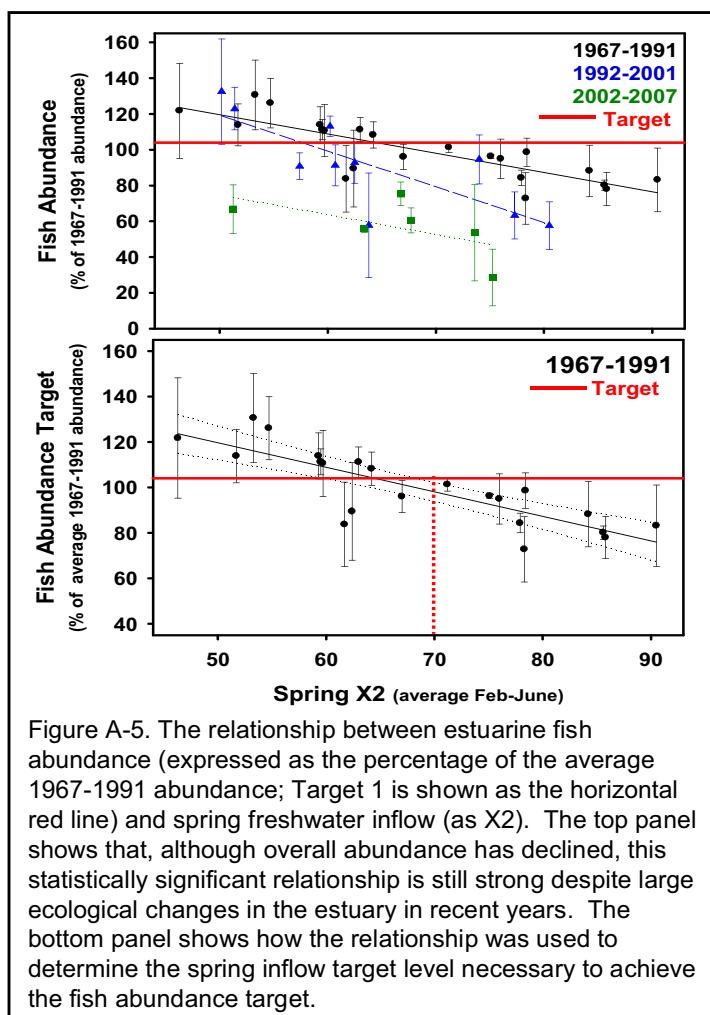 160
140
120
100
80
60
40
20
0
Fish Abundance
(% of 1967-1991 abundance)
1967-1991
1992-2001
2002-2007
Target
160
140
120
100
80
60
40
Fish Abundance Target
(% of average 1967-1991 abundance)
1967-1991
Target
50 60 70 80 90
Spring X2 (average Feb-June)
Figure A-5. The relationship between estuarine fish
abundance (expressed as the percentage of the average
1967-1991 abundance; Target 1 is shown as the horizontal
red line) and spring freshwater inflow (as X2). The top panel
shows that, although overall abundance has declined, this
statistically significant relationship is still strong despite large
ecological changes in the estuary in recent years. The
bottom panel shows how the relationship was used to
determine the spring inflow target level necessary to achieve
the fish abundance target.